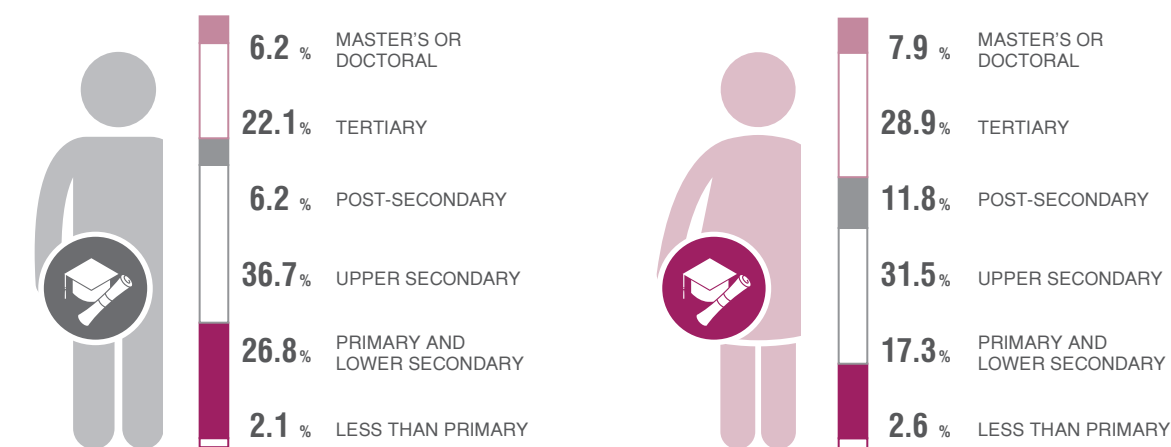 6.2 % MASTER'S OR
DOCTORAL
22.1% TERTIARY
6.2 % POST-SECONDARY
36.7% UPPER SECONDARY
26.8% PRIMARY AND
LOWER SECONDARY
2.1 % LESS THAN PRIMARY
7.9 % MASTER'S OR
DOCTORAL
28.9% TERTIARY
11.8% POST-SECONDARY
31.5% UPPER SECONDARY
17.3% PRIMARY AND
LOWER SECONDARY
2.6 % LESS THAN PRIMARY